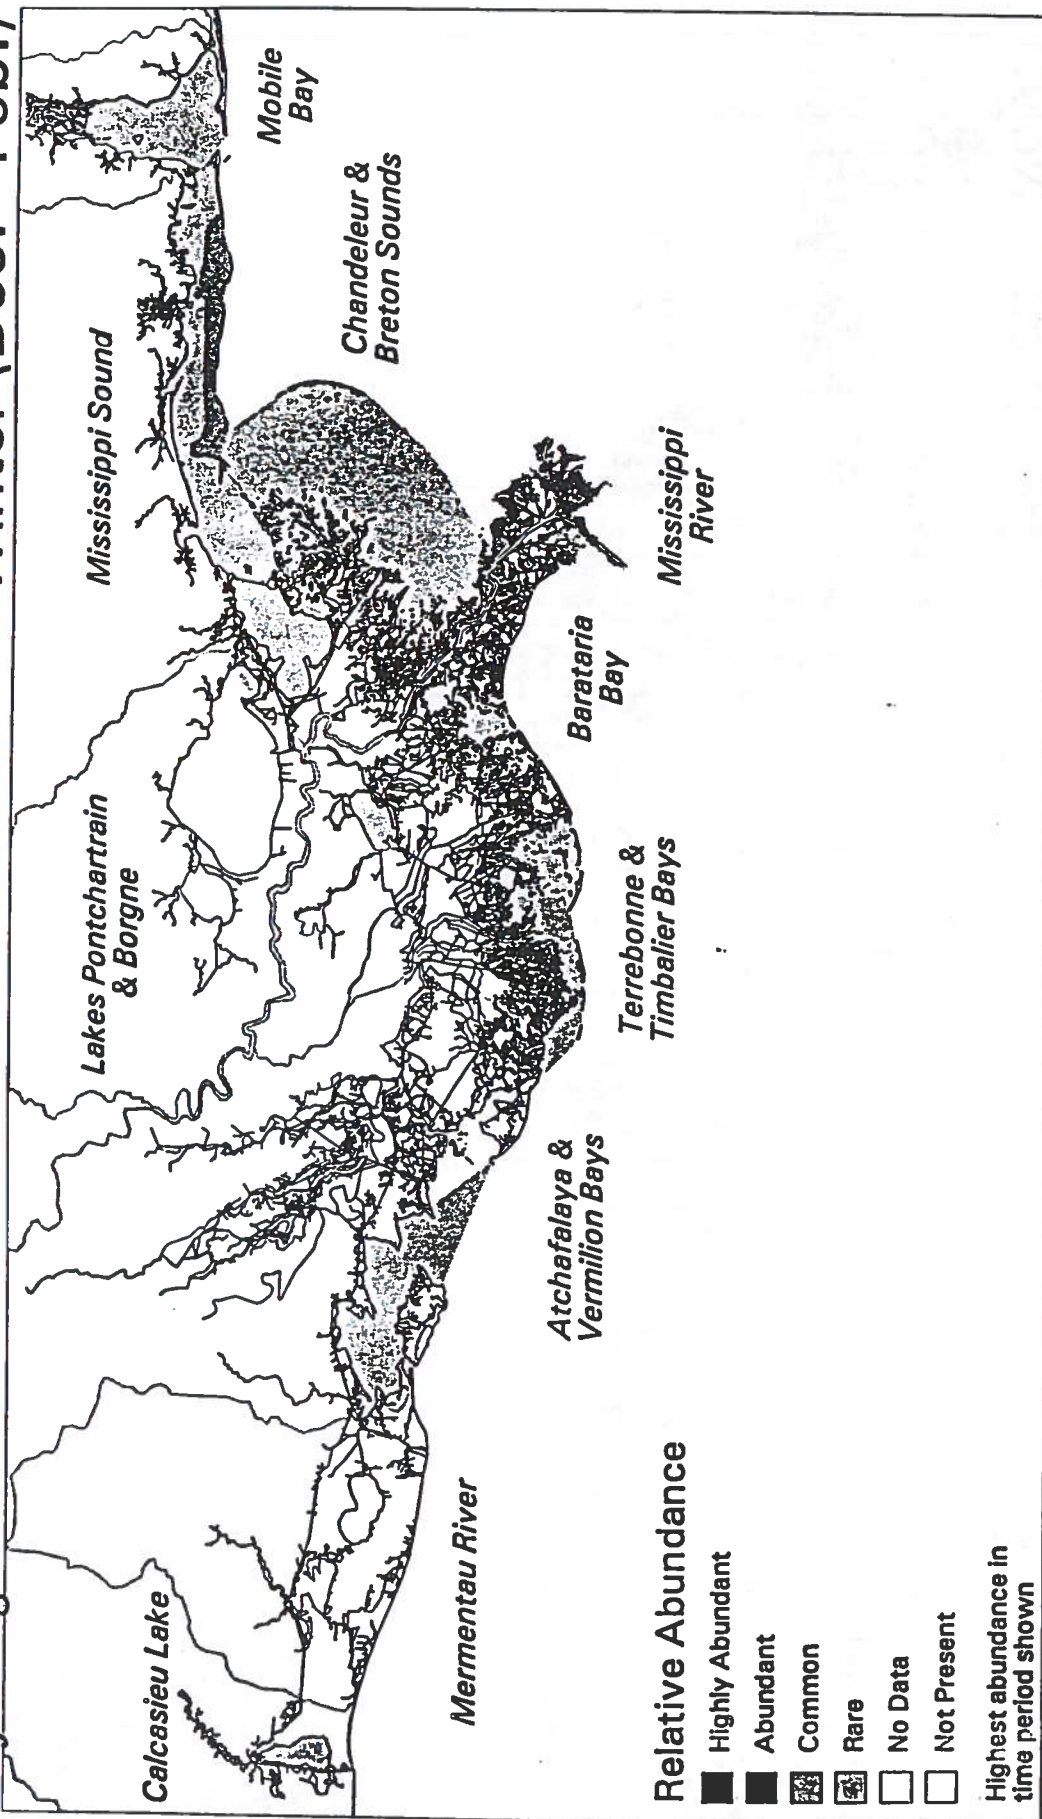 Calcasieu Lake
Lakes Pontchartrain
& Borgne
Mississippi Sound
Mobile
Bay
Chandeleur &
Breton Sounds
Mississippi
River
Barataria
Bay
Terrebonne &
Timbalier Bays
Atchafalaya &
Vermilion Bays
Mermentau River
Relative Abundance
Highly Abundant
Abundant
Common
Rare
No Data
Not Present
Highest abundance in
time period shown